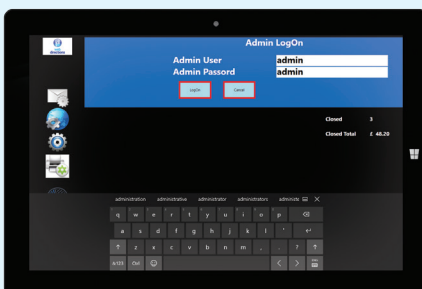 Admin LogOn
Admin User admin
Admin Passord admin
LogOn Cancel
Closed 3
Closed Total £ 48.20
administration administrative administrator administrators administe
q w e r t y u i o p
a s d f g h j k l '
z x c v b n m , . ?
&123 Ctrl